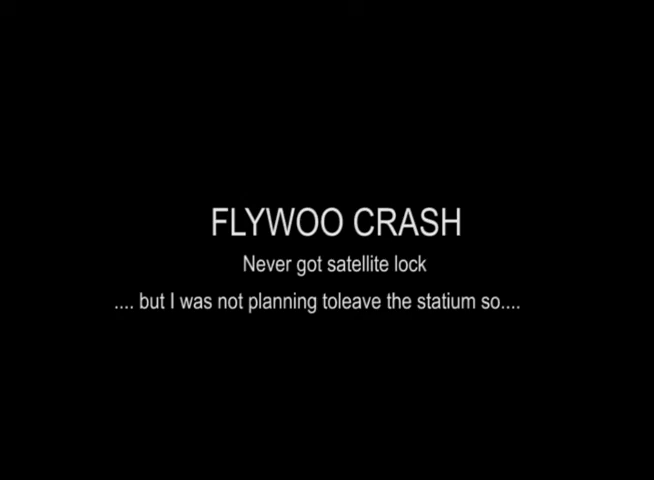 FLYWOO CRASH
Never got satellite lock
.... but I was not planning toleave the statium so....